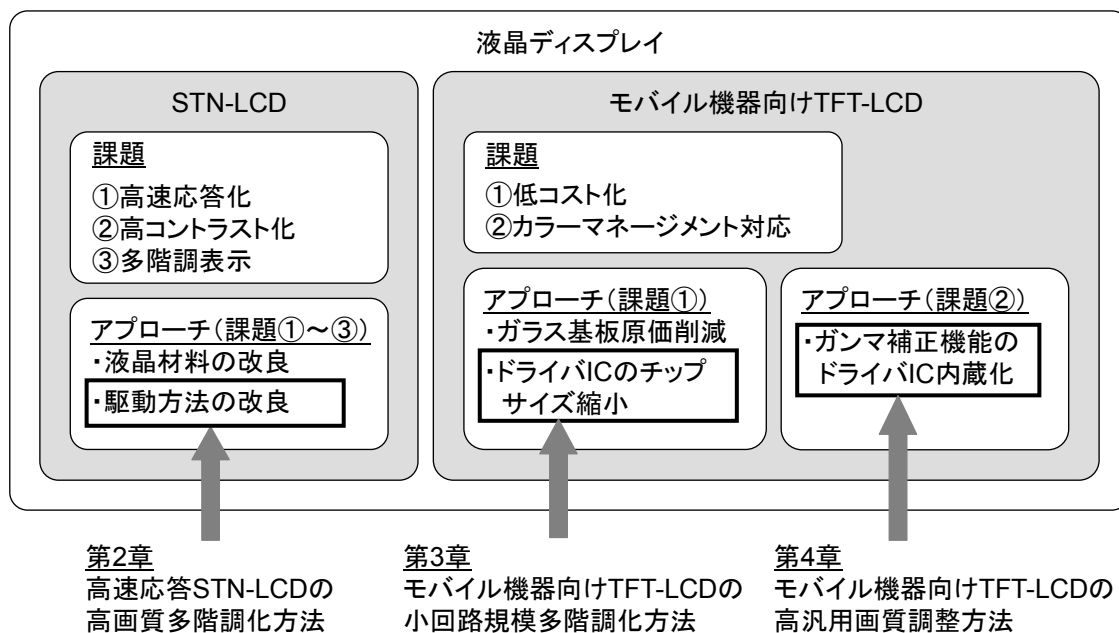 液晶ディスプレイ
STN-LCD
課題
①高速応答化
②高コントラスト化
③多階調表示
アプローチ（課題①～③）
・液晶材料の改良
・駆動方法の改良
モバイル機器向けTFT-LCD
課題
①低コスト化
②カラーマネージメント対応
アプローチ（課題①）
・ガラス基板原価削減
・ドライバICのチップ
サイズ縮小
アプローチ（課題②）
・ガンマ補正機能の
ドライバIC内蔵化
第2章
高速応答STN-LCDの
高画質多階調化方法
第3章
モバイル機器向けTFT-LCDの
小回路規模多階調化方法
第4章
モバイル機器向けTFT-LCDの
高汎用画質調整方法